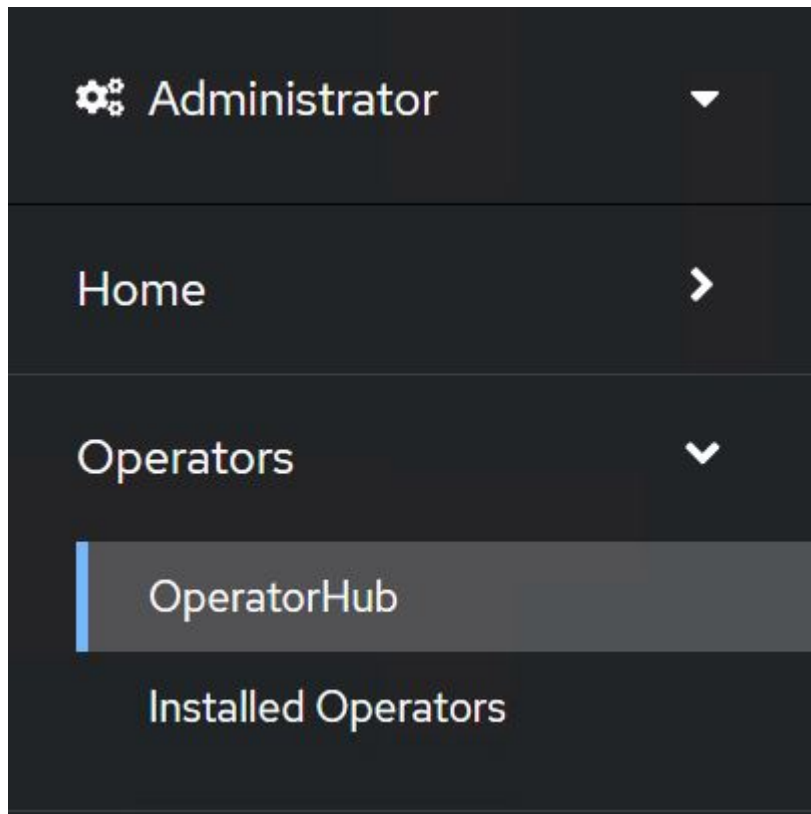 Administrator
Home
Operators
OperatorHub
Installed Operators